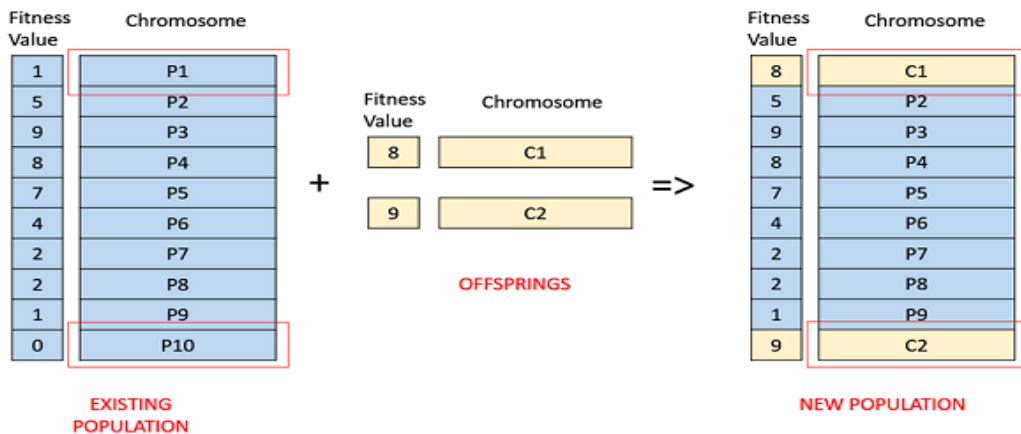 Fitness Value Chromosome
1 P1
5 P2
9 P3
8 P4
7 P5
4 P6
2 P7
2 P8
1 P9
0 P10
EXISTING
POPULATION
+
Fitness Value Chromosome
8 C1
9 C2
OFFSPRINGS
=>
Fitness Value Chromosome
8 C1
5 P2
9 P3
8 P4
7 P5
4 P6
2 P7
2 P8
1 P9
9 C2
NEW POPULATION